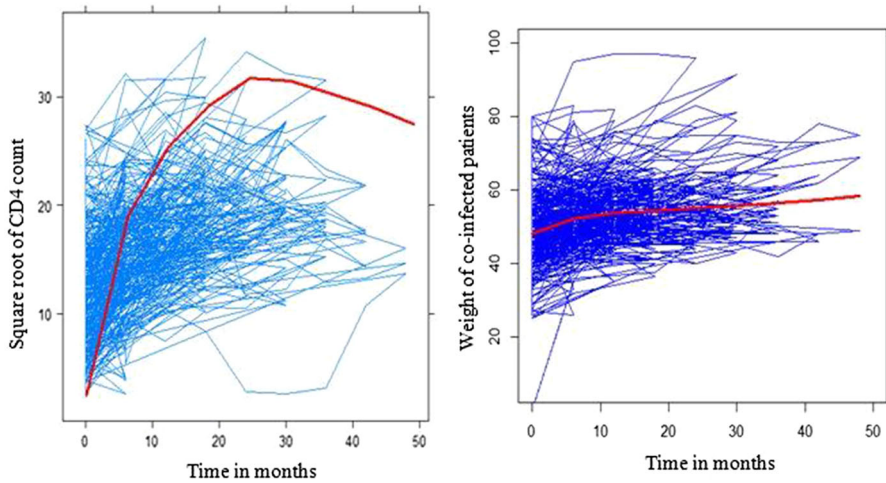 Square root of CD4 count
30
20
10
0 10 20 30 40 50
Time in months
Weight of co-infected patients
100
80
60
40
20
0 10 20 30 40 50
Time in months